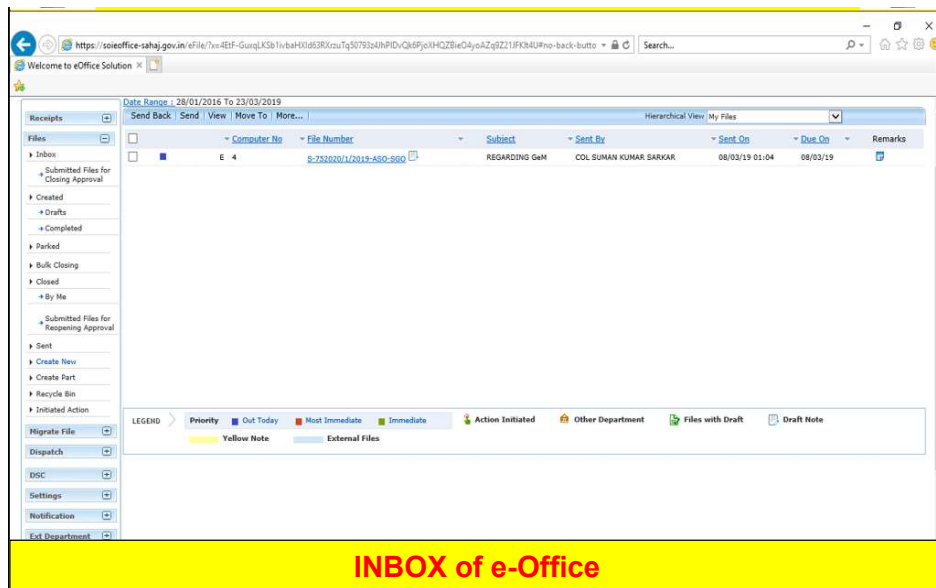 https://soieoffice-sahaj.gov.in/eFile/?x=
Search...
Welcome to eOffice Solution
Date Range : 28/01/2016 To 23/03/2019
Receipts
Send Back Send View Move To More...
Hierarchical View My Files
Files
Computer No File Number Subject Sent By Sent On Due On Remarks
Inbox
E 4 S-752020/1/2019-ASO-SGO REGARDING GeM COL SUMAN KUMAR SARKAR 08/03/19 01:04 08/03/19
Submitted Files for
Closing Approval
Created
Drafts
Completed
Parked
Bulk Closing
Closed
By Me
Submitted Files for
Reopening Approval
Sent
Create New
Create Part
Recycle Bin
Initiated Action
Migrate File
Dispatch
DSC
Settings
Notification
Ext Department
LEGEND Priority Out Today Most Immediate Immediate Action Initiated Other Department Files with Draft Draft Note
Yellow Note External Files
INBOX of e-Office